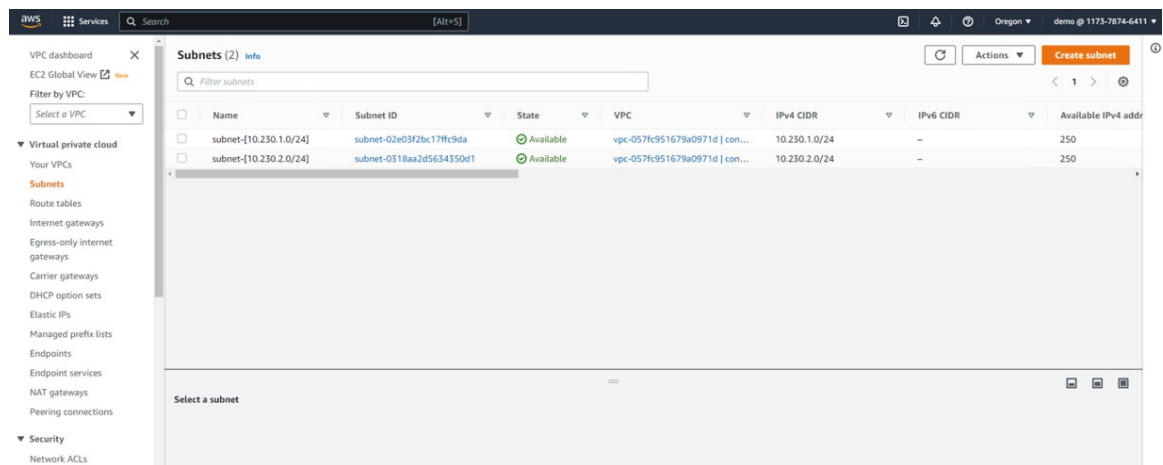 aws Services Search [Alt+S] Oregon demo @ 1173-7874-6411
VPC dashboard
EC2 Global View New
Filter by VPC:
Select a VPC
Virtual private cloud
Your VPCs
Subnets
Route tables
Internet gateways
Egress-only internet
gateways
Carrier gateways
DHCP option sets
Elastic IPs
Managed prefix lists
Endpoints
Endpoint services
NAT gateways
Peering connections
Security
Network ACLs
Subnets (2) Info
Actions Create subnet
Filter subnets
1
Name Subnet ID State VPC IPv4 CIDR IPv6 CIDR Available IPv4 addr
subnet-[10.230.1.0/24] subnet-02e03f2bc17ffc9da Available vpc-057fc951679a0971d | con... 10.230.1.0/24 – 250
subnet-[10.230.2.0/24] subnet-0318aa2d5634350d1 Available vpc-057fc951679a0971d | con... 10.230.2.0/24 – 250
Select a subnet